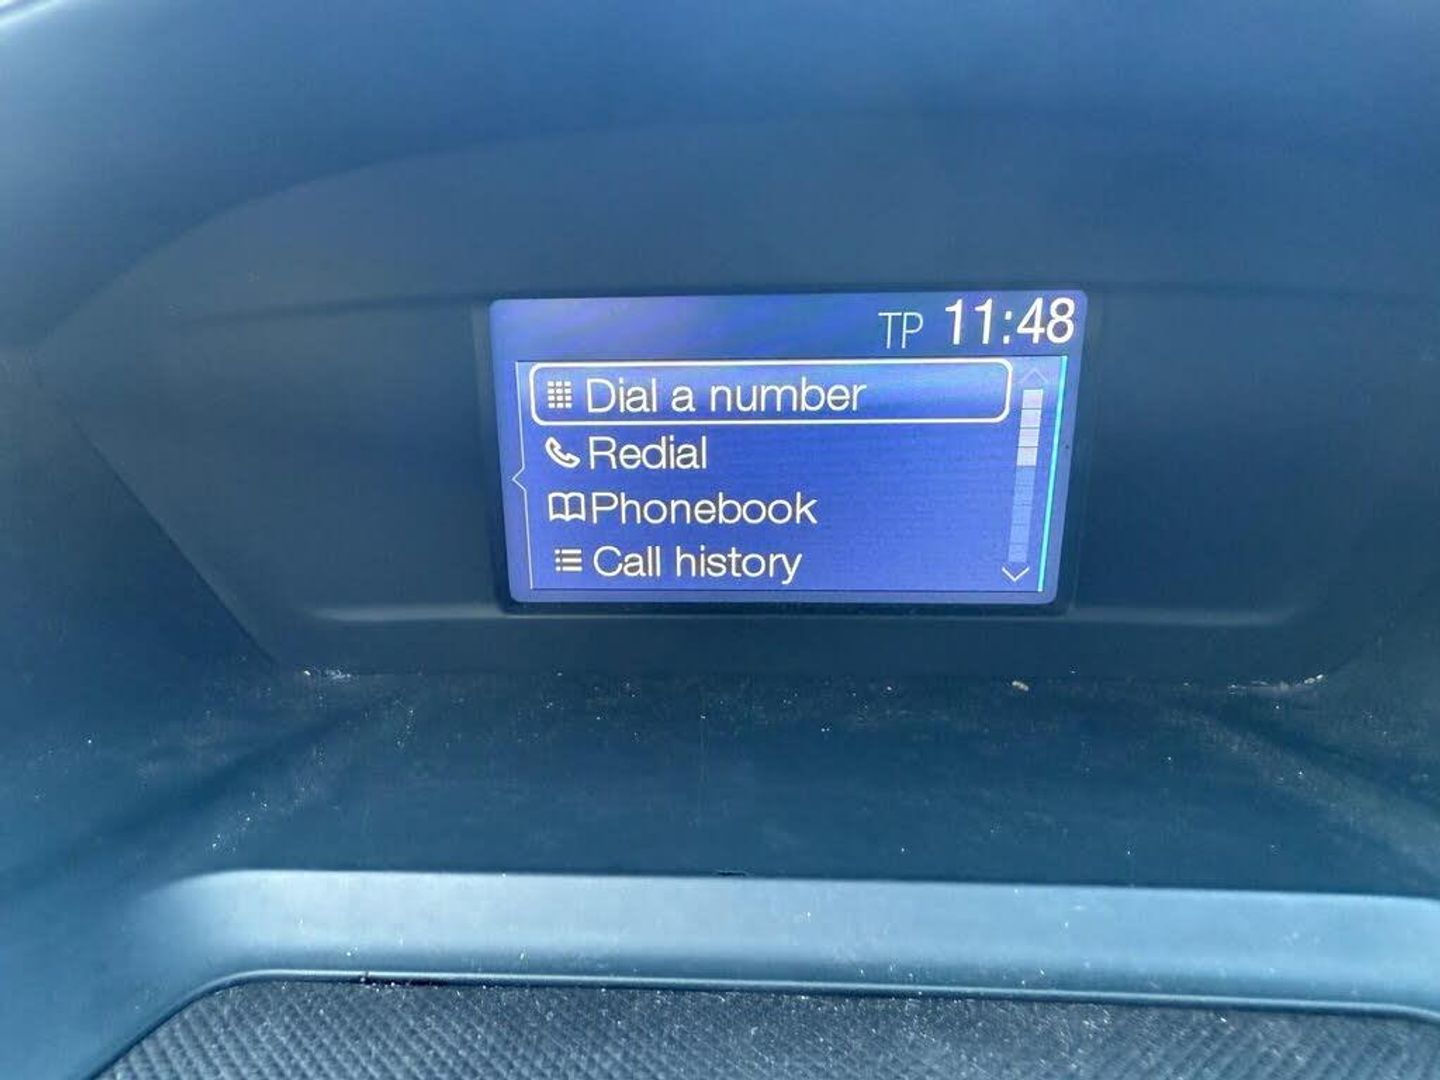 TP 11:48
Dial a number
Redial
Phonebook
Call history